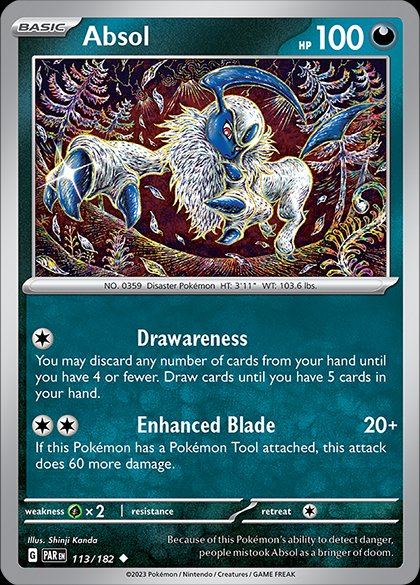 BASIC
Absol
HP 100
NO. 0359 Disaster Pokémon HT: 3'11" WT: 103.6 lbs.
Drawareness
You may discard any number of cards from your hand until
you have 4 or fewer. Draw cards until you have 5 cards in
your hand.
Enhanced Blade 20+
If this Pokémon has a Pokémon Tool attached, this attack
does 60 more damage.
weakness ×2 resistance retreat
Illus. Shinji Kanda
G PAR EN 113/182
Because of this Pokémon's ability to detect danger,
people mistook Absol as a bringer of doom.
©2023 Pokémon / Nintendo / Creatures / GAME FREAK